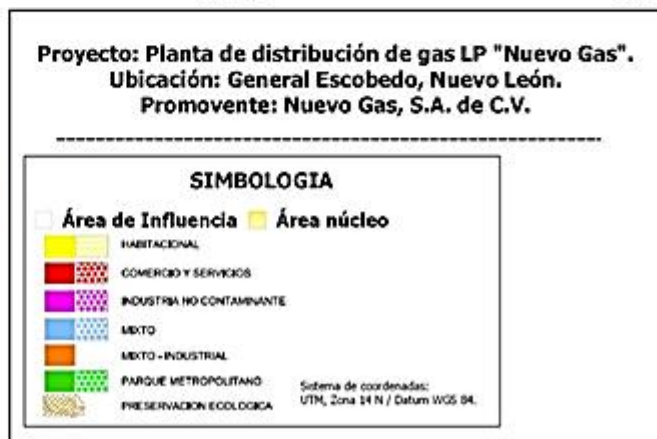 Proyecto: Planta de distribución de gas LP "Nuevo Gas".
Ubicación: General Escobedo, Nuevo León.
Promovente: Nuevo Gas, S.A. de C.V.
SIMBOLOGIA
Área de Influencia Área núcleo
HABITACIONAL
COMERCIO Y SERVICIOS
INDUSTRIA NO CONTAMINANTE
MIXTO
MIXTO - INDUSTRIAL
PARQUE METROPOLITANO
PRESERVACION ECOLOGICA
Sistema de coordenadas:
UTM, Zona 14 N / Datum WGS 84.